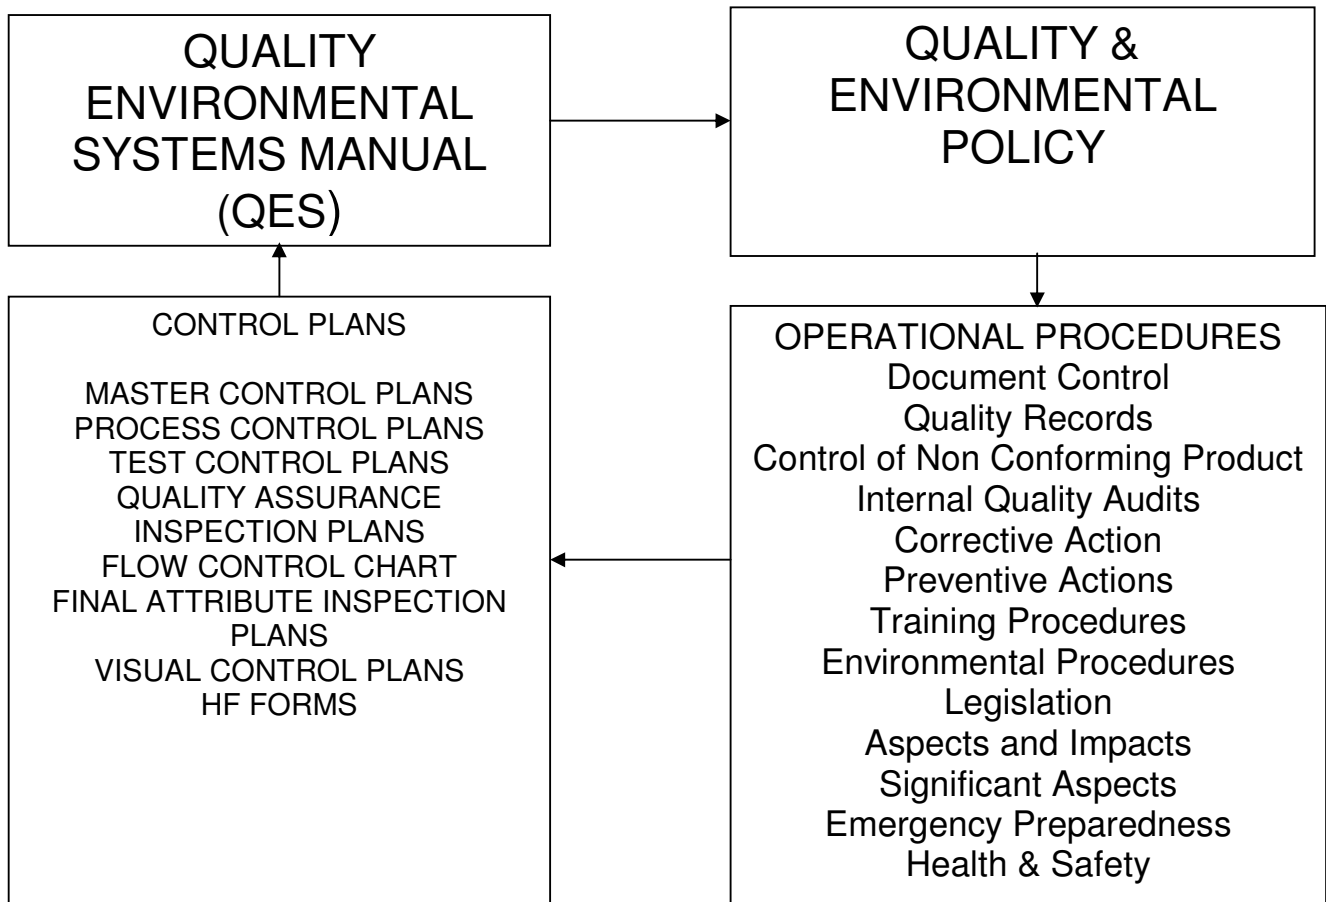 QUALITY
ENVIRONMENTAL
SYSTEMS MANUAL
(QES)
QUALITY &
ENVIRONMENTAL
POLICY
CONTROL PLANS
MASTER CONTROL PLANS
PROCESS CONTROL PLANS
TEST CONTROL PLANS
QUALITY ASSURANCE
INSPECTION PLANS
FLOW CONTROL CHART
FINAL ATTRIBUTE INSPECTION
PLANS
VISUAL CONTROL PLANS
HF FORMS
OPERATIONAL PROCEDURES
Document Control
Quality Records
Control of Non Conforming Product
Internal Quality Audits
Corrective Action
Preventive Actions
Training Procedures
Environmental Procedures
Legislation
Aspects and Impacts
Significant Aspects
Emergency Preparedness
Health & Safety